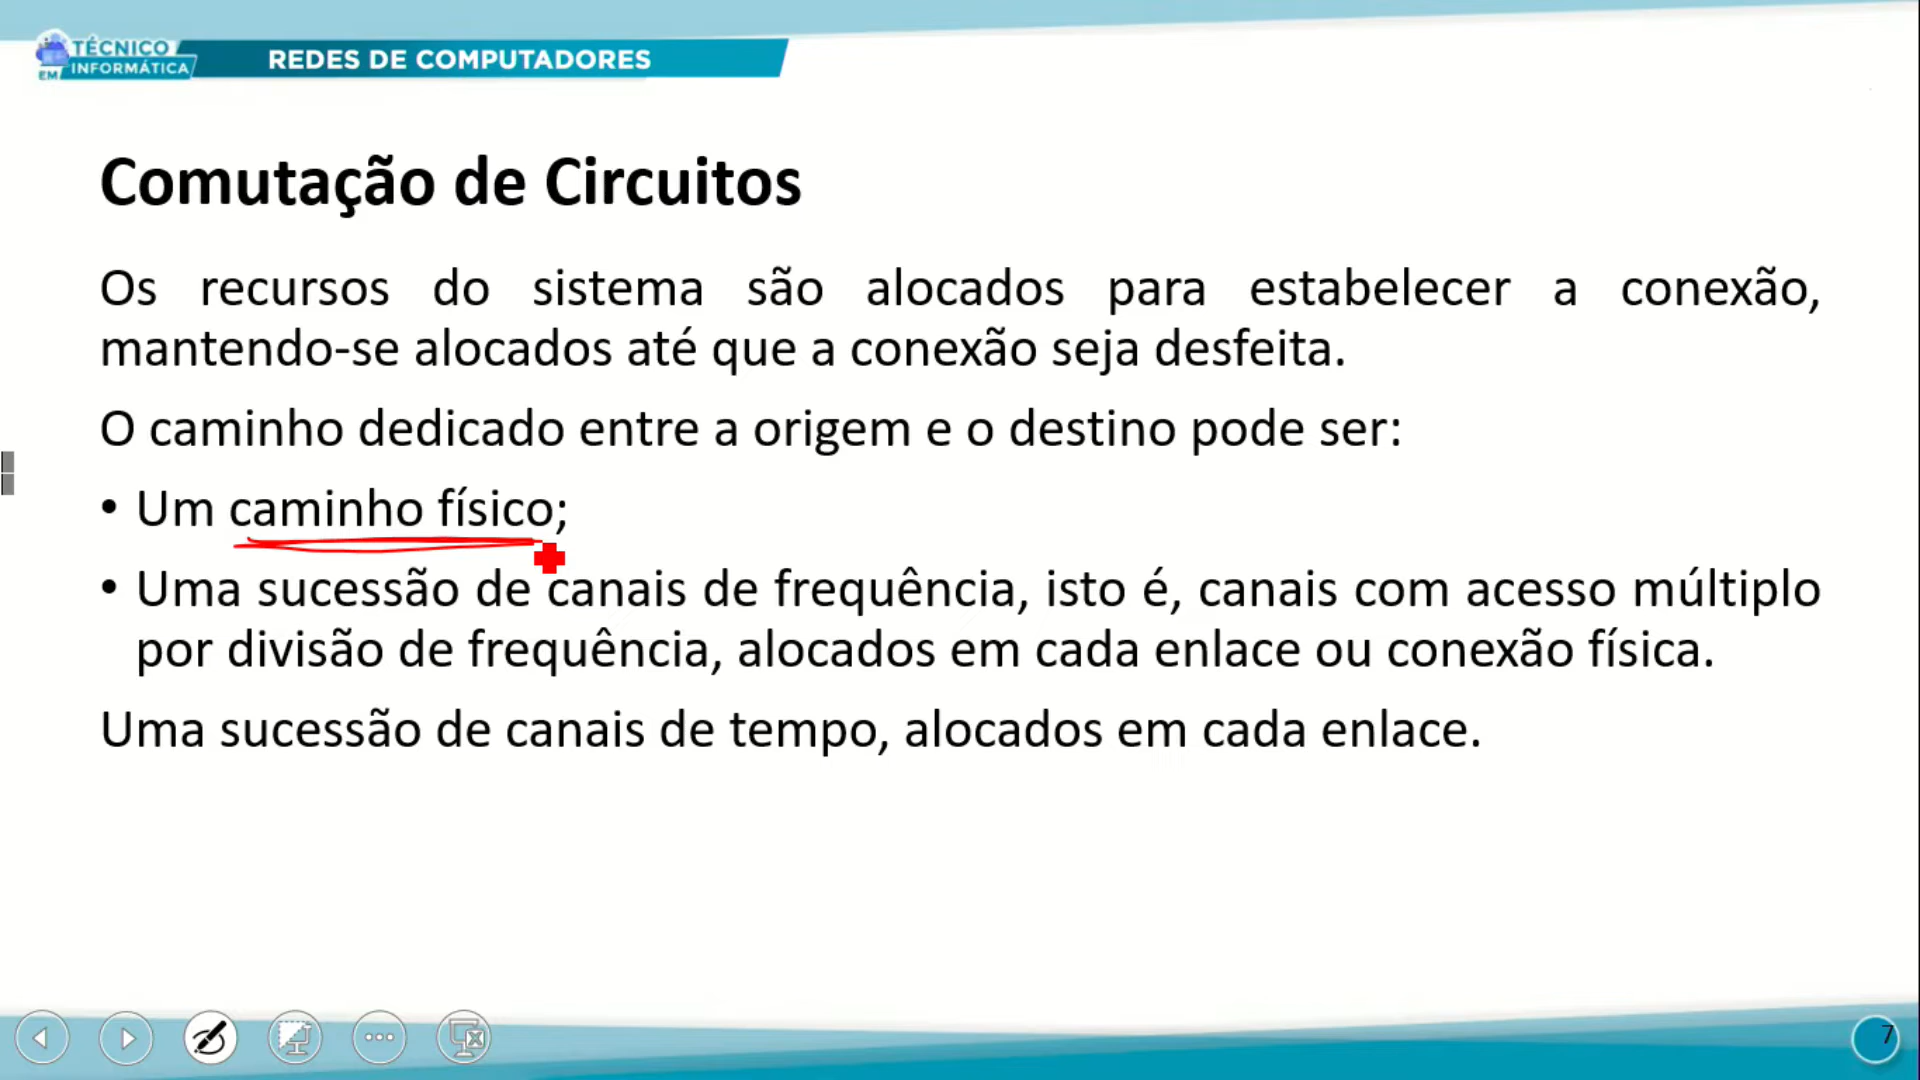 TÉCNICO
EM INFORMÁTICA
REDES DE COMPUTADORES
Comutação de Circuitos
Os recursos do sistema são alocados para estabelecer a conexão,
mantendo-se alocados até que a conexão seja desfeita.
O caminho dedicado entre a origem e o destino pode ser:
• Um caminho físico;
• Uma sucessão de canais de frequência, isto é, canais com acesso múltiplo
por divisão de frequência, alocados em cada enlace ou conexão física.
Uma sucessão de canais de tempo, alocados em cada enlace.
7